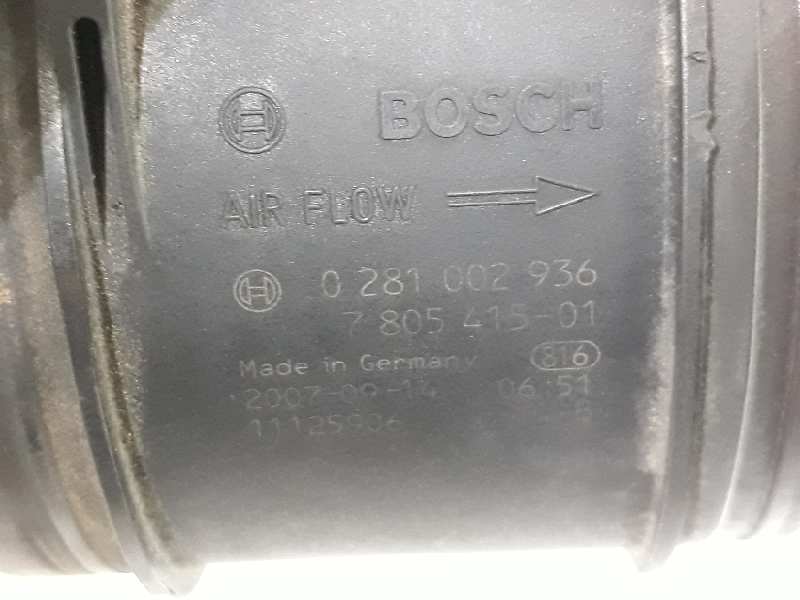 BOSCH
AIR FLOW
0 281 002 936
7 805 415-01
Made in Germany 816
2007-09-14 06:51
11125906